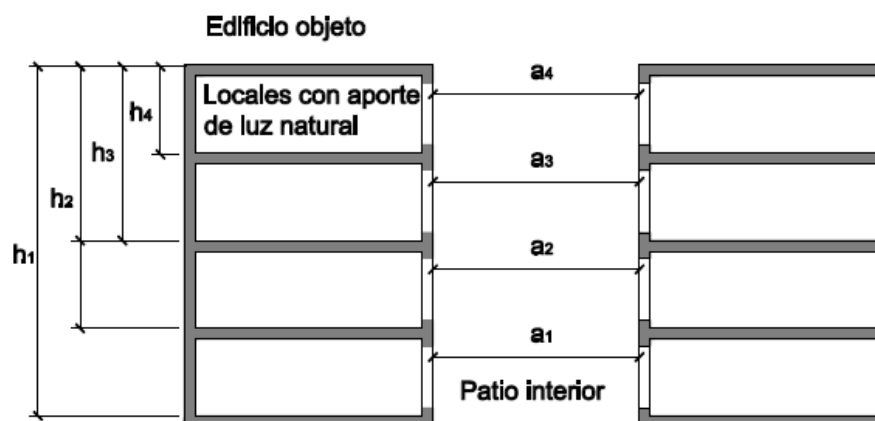 Edificio objeto
Locales con aporte
de luz natural
h4
h3
h2
h1
a4
a3
a2
a1
Patio interior